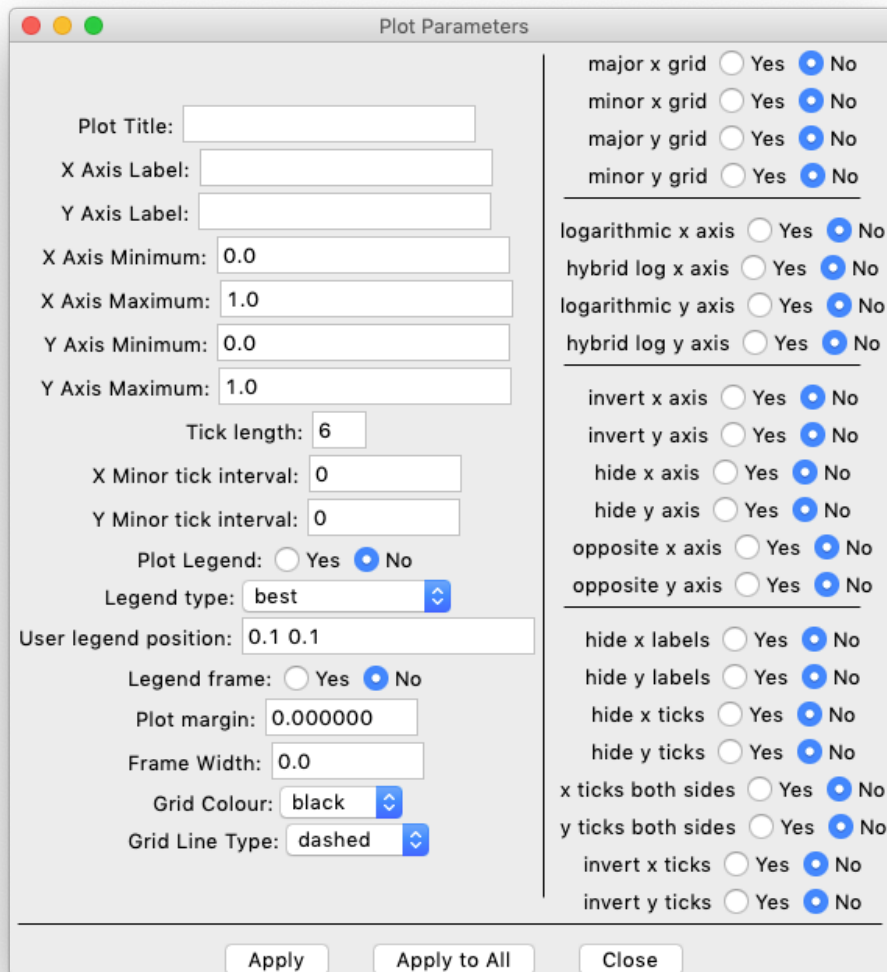 Plot Parameters
Plot Title:
X Axis Label:
Y Axis Label:
X Axis Minimum: 0.0
X Axis Maximum: 1.0
Y Axis Minimum: 0.0
Y Axis Maximum: 1.0
Tick length: 6
X Minor tick interval: 0
Y Minor tick interval: 0
Plot Legend: Yes No
Legend type: best
User legend position: 0.1 0.1
Legend frame: Yes No
Plot margin: 0.000000
Frame Width: 0.0
Grid Colour: black
Grid Line Type: dashed
major x grid Yes No
minor x grid Yes No
major y grid Yes No
minor y grid Yes No
logarithmic x axis Yes No
hybrid log x axis Yes No
logarithmic y axis Yes No
hybrid log y axis Yes No
invert x axis Yes No
invert y axis Yes No
hide x axis Yes No
hide y axis Yes No
opposite x axis Yes No
opposite y axis Yes No
hide x labels Yes No
hide y labels Yes No
hide x ticks Yes No
hide y ticks Yes No
x ticks both sides Yes No
y ticks both sides Yes No
invert x ticks Yes No
invert y ticks Yes No
Apply Apply to All Close